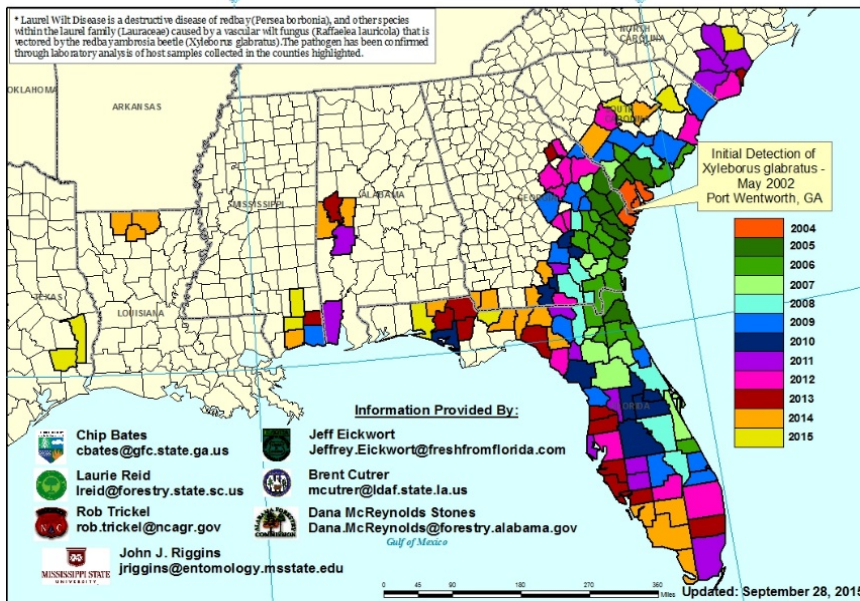 * Laurel Wilt Disease is a destructive disease of redbay(Persea borbonia), and other species
within the laurel family (Lauraceae) caused by a vascular wilt fungus (Raffaelea lauricola) that is
vectored by the redbay ambrosia beetle (Xyleborus glabratus).The pathogen has been confirmed
through laboratory analysis of host samples collected in the counties highlighted.
NORTH
CAROLINA
OKLAHOMA
ARKANSAS
SOUTH
CAROLINA
Initial Detection of
Xyleborus glabratus -
May 2002
Port Wentworth, GA
MISSISSIPPI
ALABAMA
GEORGIA
2004
2005
2006
2007
2008
2009
2010
2011
2012
2013
2014
2015
TEXAS
LOUISIANA
FLORIDA
Information Provided By:
Chip Bates
cbates@gfc.state.ga.us
Jeff Eickwort
Jeffrey.Eickwort@freshfromflorida.com
Laurie Reid
lreid@forestry.state.sc.us
Brent Cutrer
mcutrer@ldaf.state.la.us
Rob Trickel
rob.trickel@ncagr.gov
Dana McReynolds Stones
Dana.McReynolds@forestry.alabama.gov
Gulf of Mexico
John J. Riggins
jriggins@entomology.msstate.edu
MISSISSIPPI STATE
UNIVERSITY
0 45 90 180 270 360
Miles
Updated: September 28, 2015